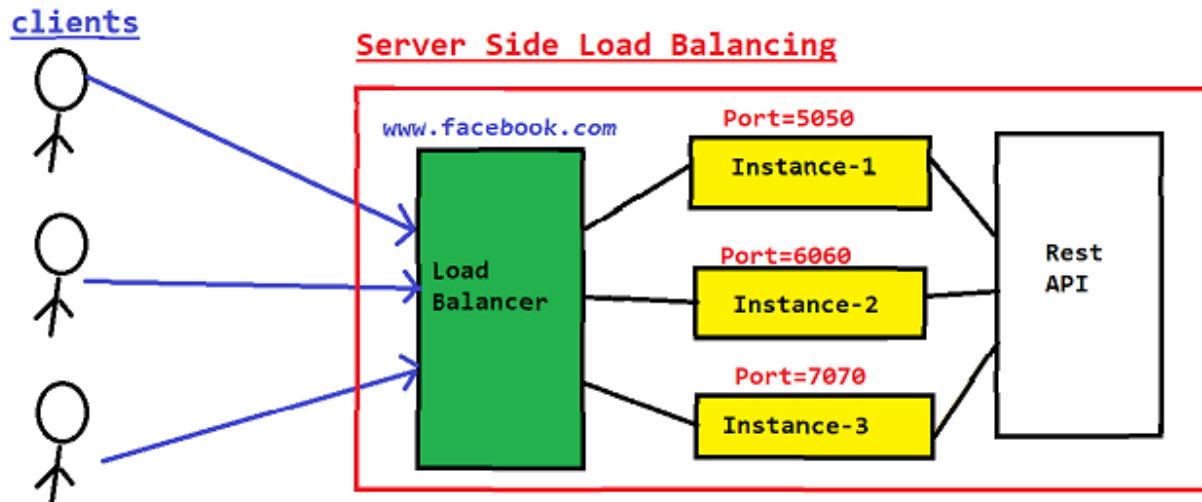 clients
Server Side Load Balancing
www.facebook.com
Port=5050
Instance-1
Port=6060
Instance-2
Port=7070
Instance-3
Load
Balancer
Rest
API